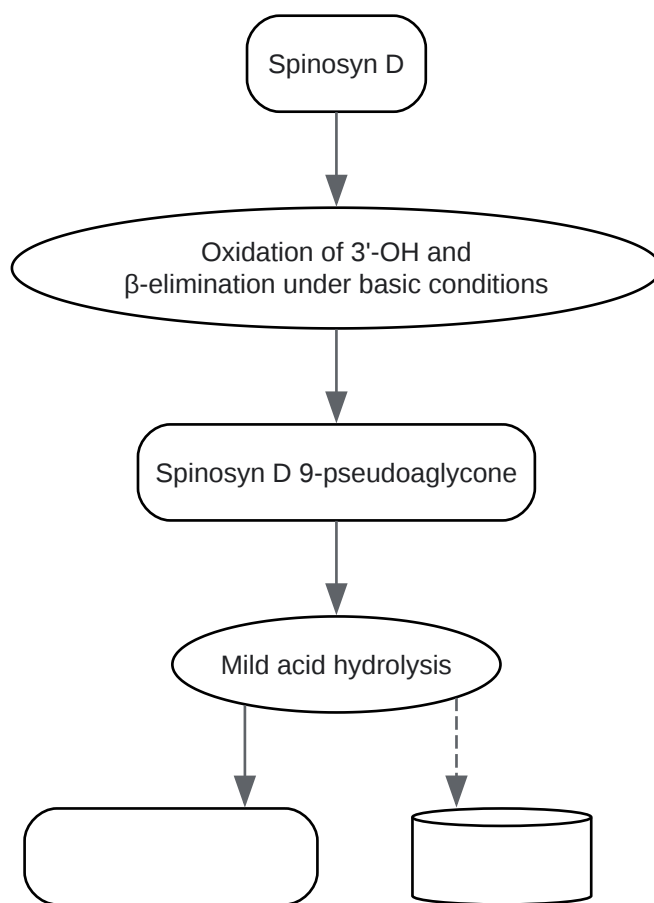 Spinosyn D
Oxidation of 3'-OH and
β-elimination under basic conditions
Spinosyn D 9-pseudoaglycone
Mild acid hydrolysis